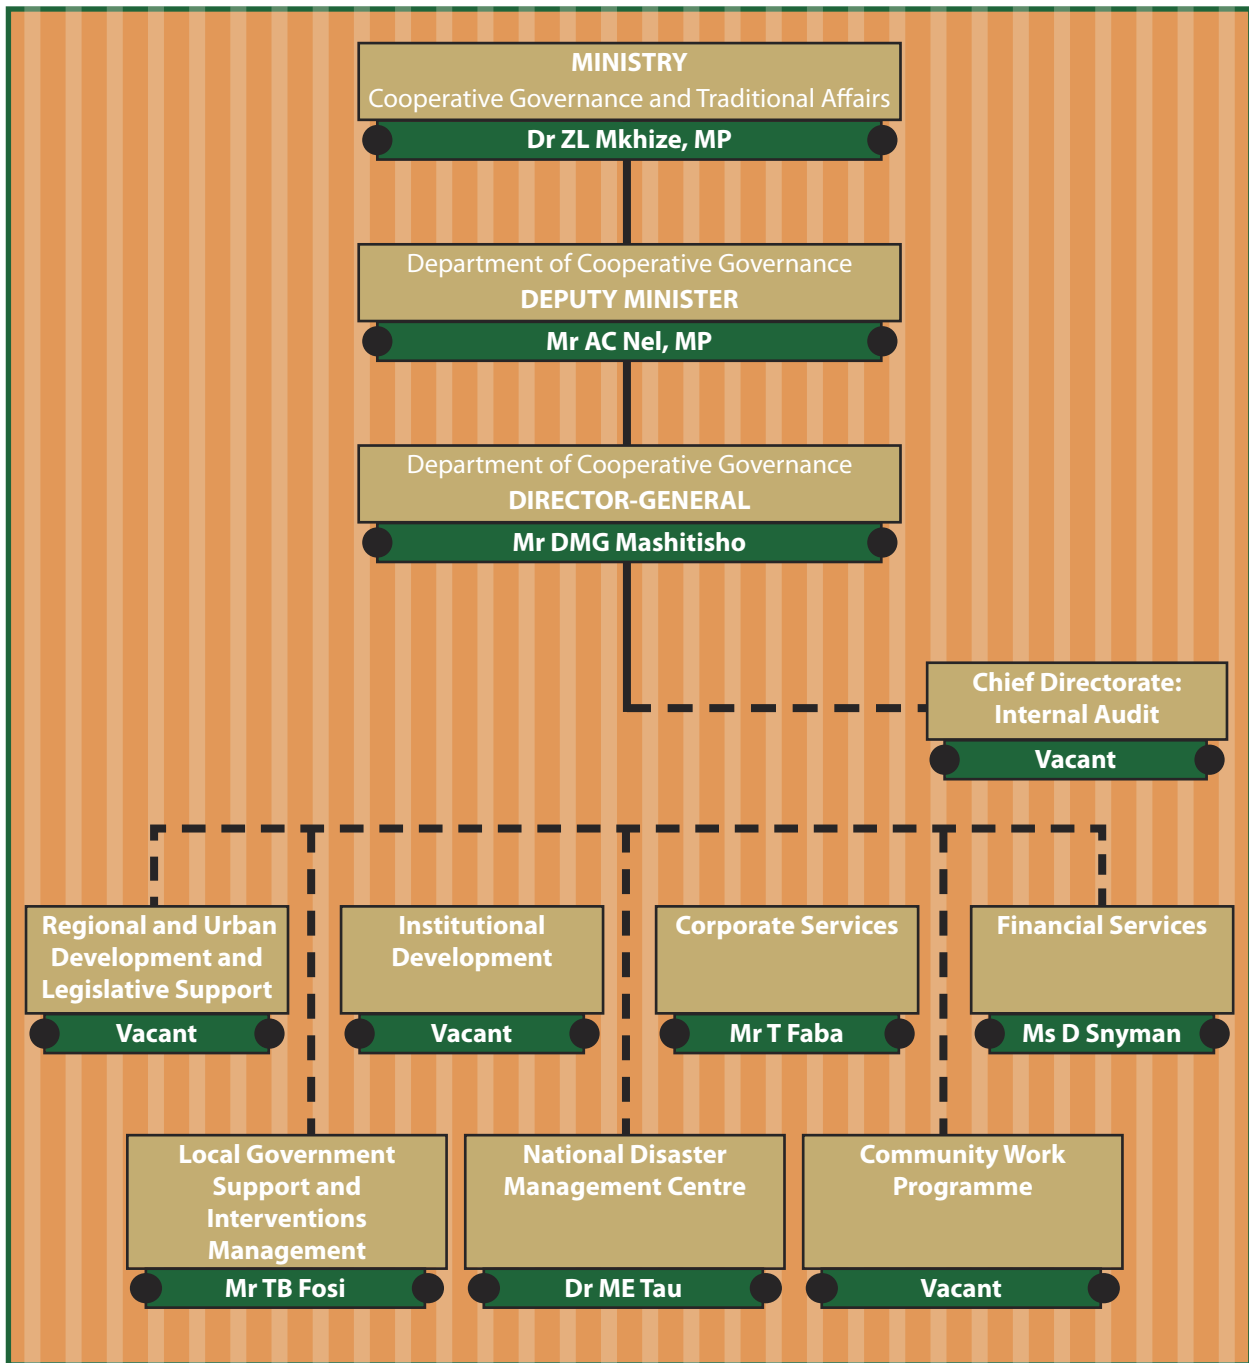 MINISTRY
Cooperative Governance and Traditional Affairs
Dr ZL Mkhize, MP
Department of Cooperative Governance
DEPUTY MINISTER
Mr AC Nel, MP
Department of Cooperative Governance
DIRECTOR-GENERAL
Mr DMG Mashitisho
Chief Directorate:
Internal Audit
Vacant
Regional and Urban
Development and
Legislative Support
Vacant
Institutional
Development
Vacant
Corporate Services
Mr T Faba
Financial Services
Ms D Snyman
Local Government
Support and
Interventions
Management
Mr TB Fosi
National Disaster
Management Centre
Dr ME Tau
Community Work
Programme
Vacant